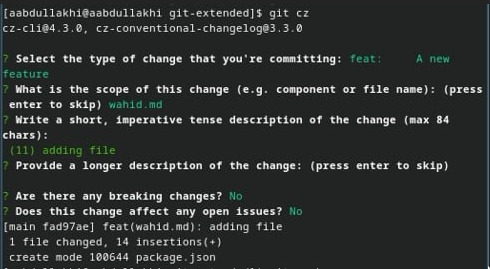 [aabdullakhi@aabdullakhi git-extended]$ git cz
cz-cli@4.3.0, cz-conventional-changelog@3.3.0

? Select the type of change that you're committing: feat:     A new
feature
? What is the scope of this change (e.g. component or file name): (press
 enter to skip) wahid.md
? Write a short, imperative tense description of the change (max 84
chars):
 (11) adding file
? Provide a longer description of the change: (press enter to skip)

? Are there any breaking changes? No
? Does this change affect any open issues? No
[main fad97ae] feat(wahid.md): adding file
 1 file changed, 14 insertions(+)
 create mode 100644 package.json